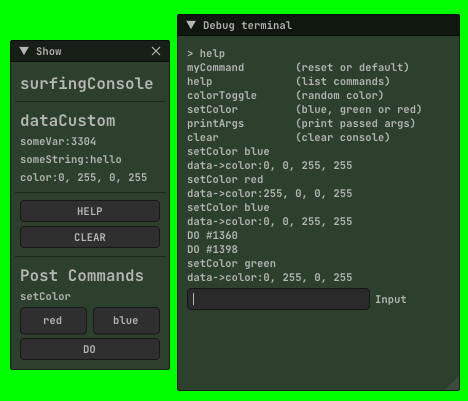 Show
surfingConsole
dataCustom
someVar:3304
someString:hello
color:0, 255, 0, 255
HELP
CLEAR
Post Commands
setColor
red blue
DO
Debug terminal
> help
myCommand (reset or default)
help (list commands)
colorToggle (random color)
setColor (blue, green or red)
printArgs (print passed args)
clear (clear console)
setColor blue
data->color:0, 0, 255, 255
setColor red
data->color:255, 0, 0, 255
setColor blue
data->color:0, 0, 255, 255
DO #1360
DO #1398
setColor green
data->color:0, 255, 0, 255
Input